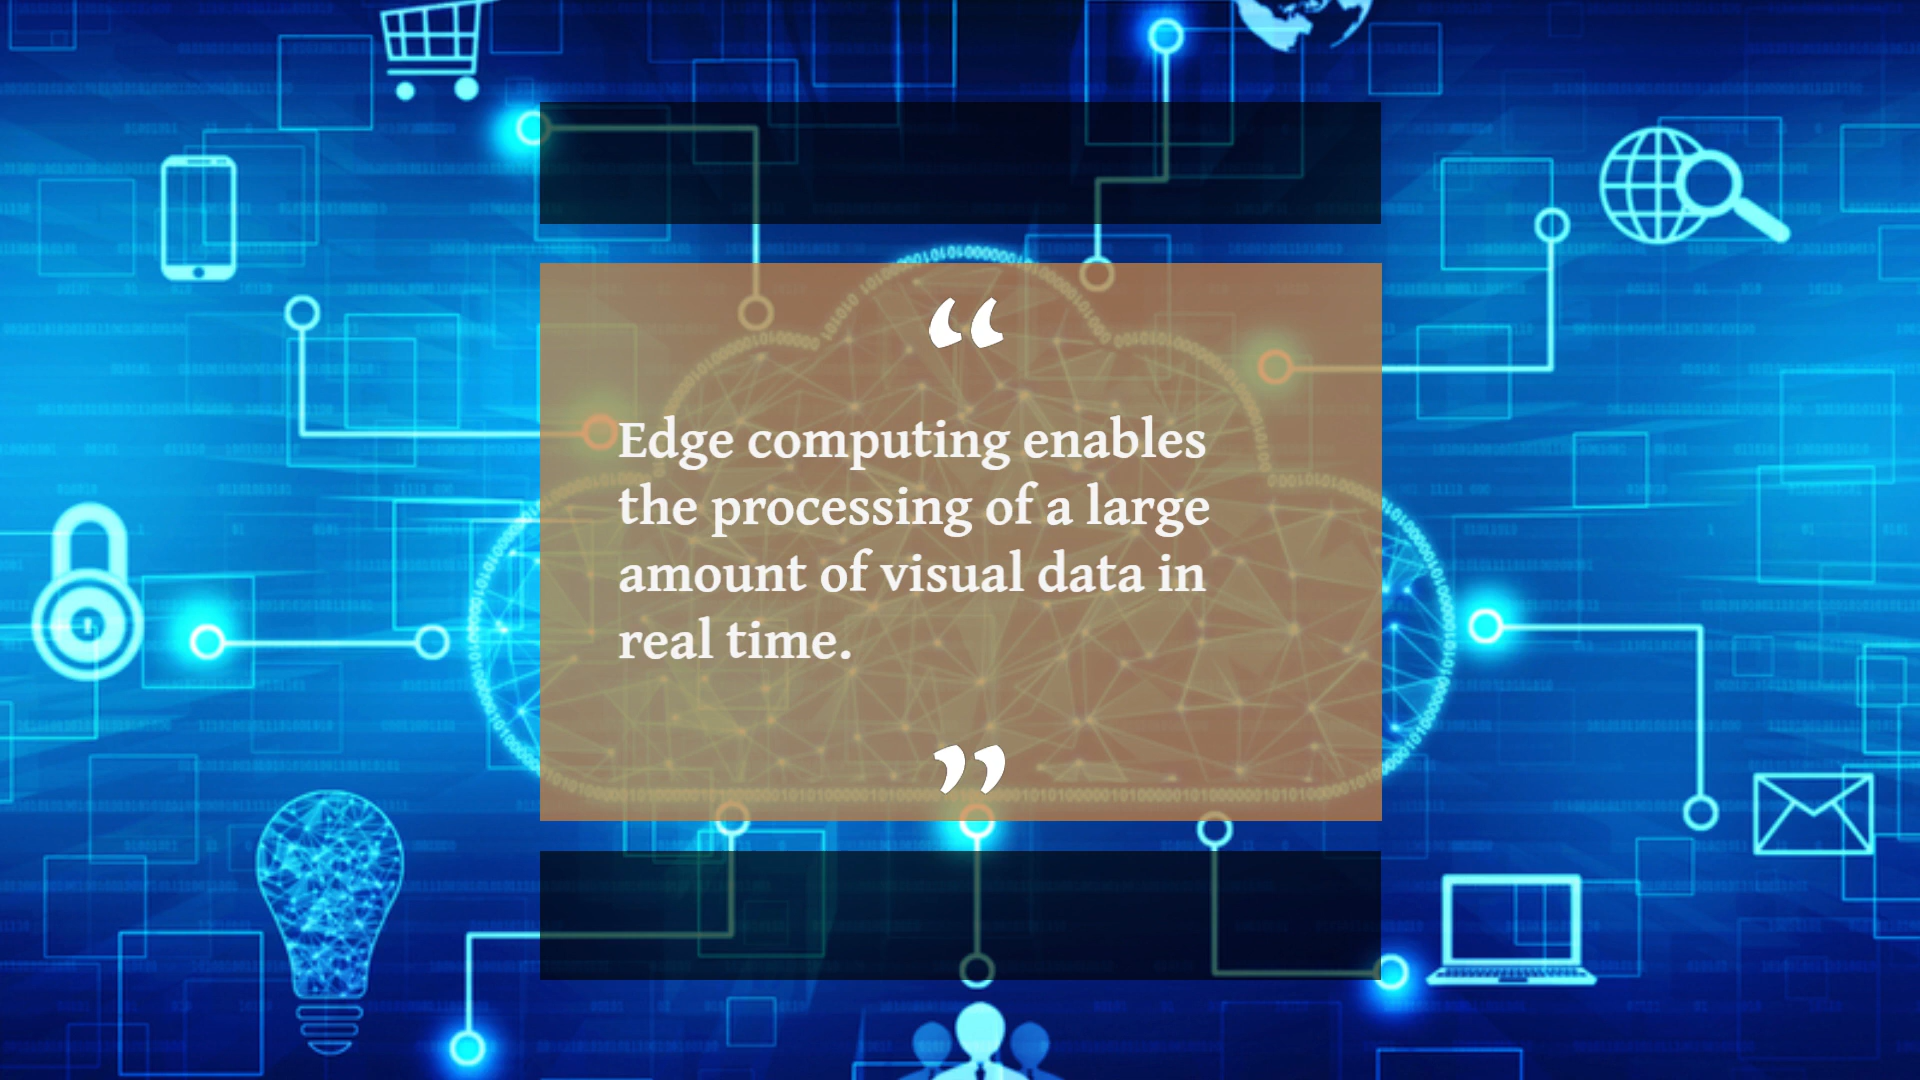 “
Edge computing enables
the processing of a large
amount of visual data in
real time.
”